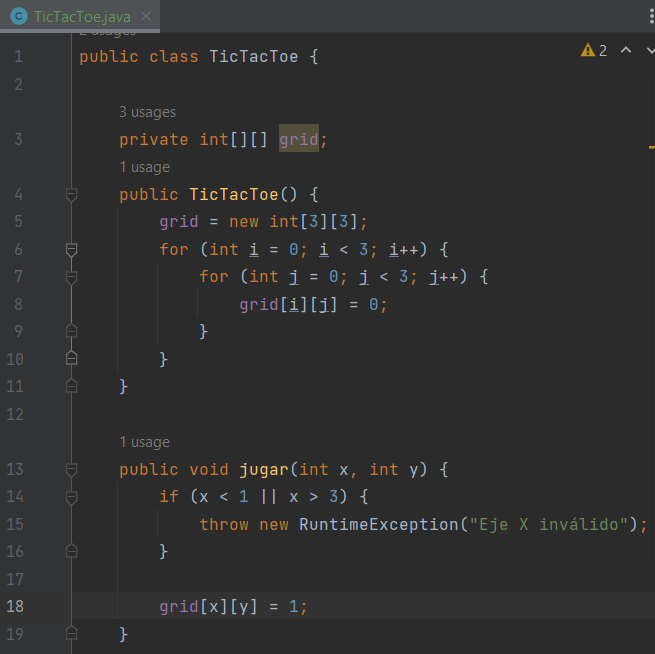 TicTacToe.java
2 usages
1 public class TicTacToe {
2
2
3 usages
3 private int[][] grid;
1 usage
4 public TicTacToe() {
5 grid = new int[3][3];
6 for (int i = 0; i < 3; i++) {
7 for (int j = 0; j < 3; j++) {
8 grid[i][j] = 0;
9 }
10 }
11 }
12
1 usage
13 public void jugar(int x, int y) {
14 if (x < 1 || x > 3) {
15 throw new RuntimeException("Eje X inválido");
16 }
17
18 grid[x][y] = 1;
19 }